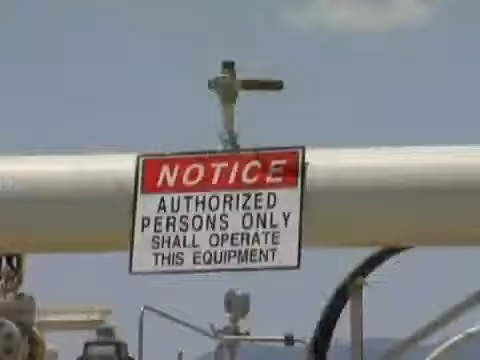 NOTICE
AUTHORIZED
PERSONS ONLY
SHALL OPERATE
THIS EQUIPMENT